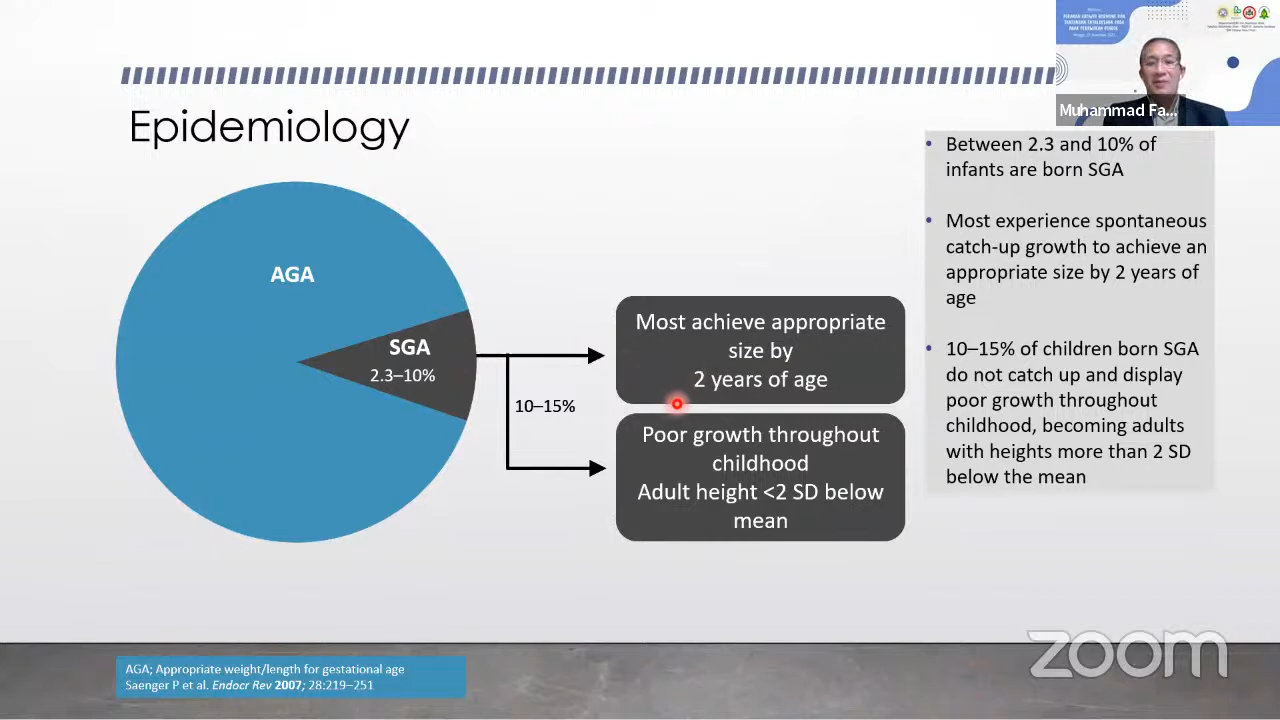 Muhammad Fa...
Epidemiology
AGA
SGA
2.3–10%
10–15%
Most achieve appropriate
size by
2 years of age
Poor growth throughout
childhood
Adult height <2 SD below
mean
• Between 2.3 and 10% of
infants are born SGA
• Most experience spontaneous
catch-up growth to achieve an
appropriate size by 2 years of
age
• 10–15% of children born SGA
do not catch up and display
poor growth throughout
childhood, becoming adults
with heights more than 2 SD
below the mean
AGA; Appropriate weight/length for gestational age
Saenger P et al. Endocr Rev 2007; 28:219–251
zoom